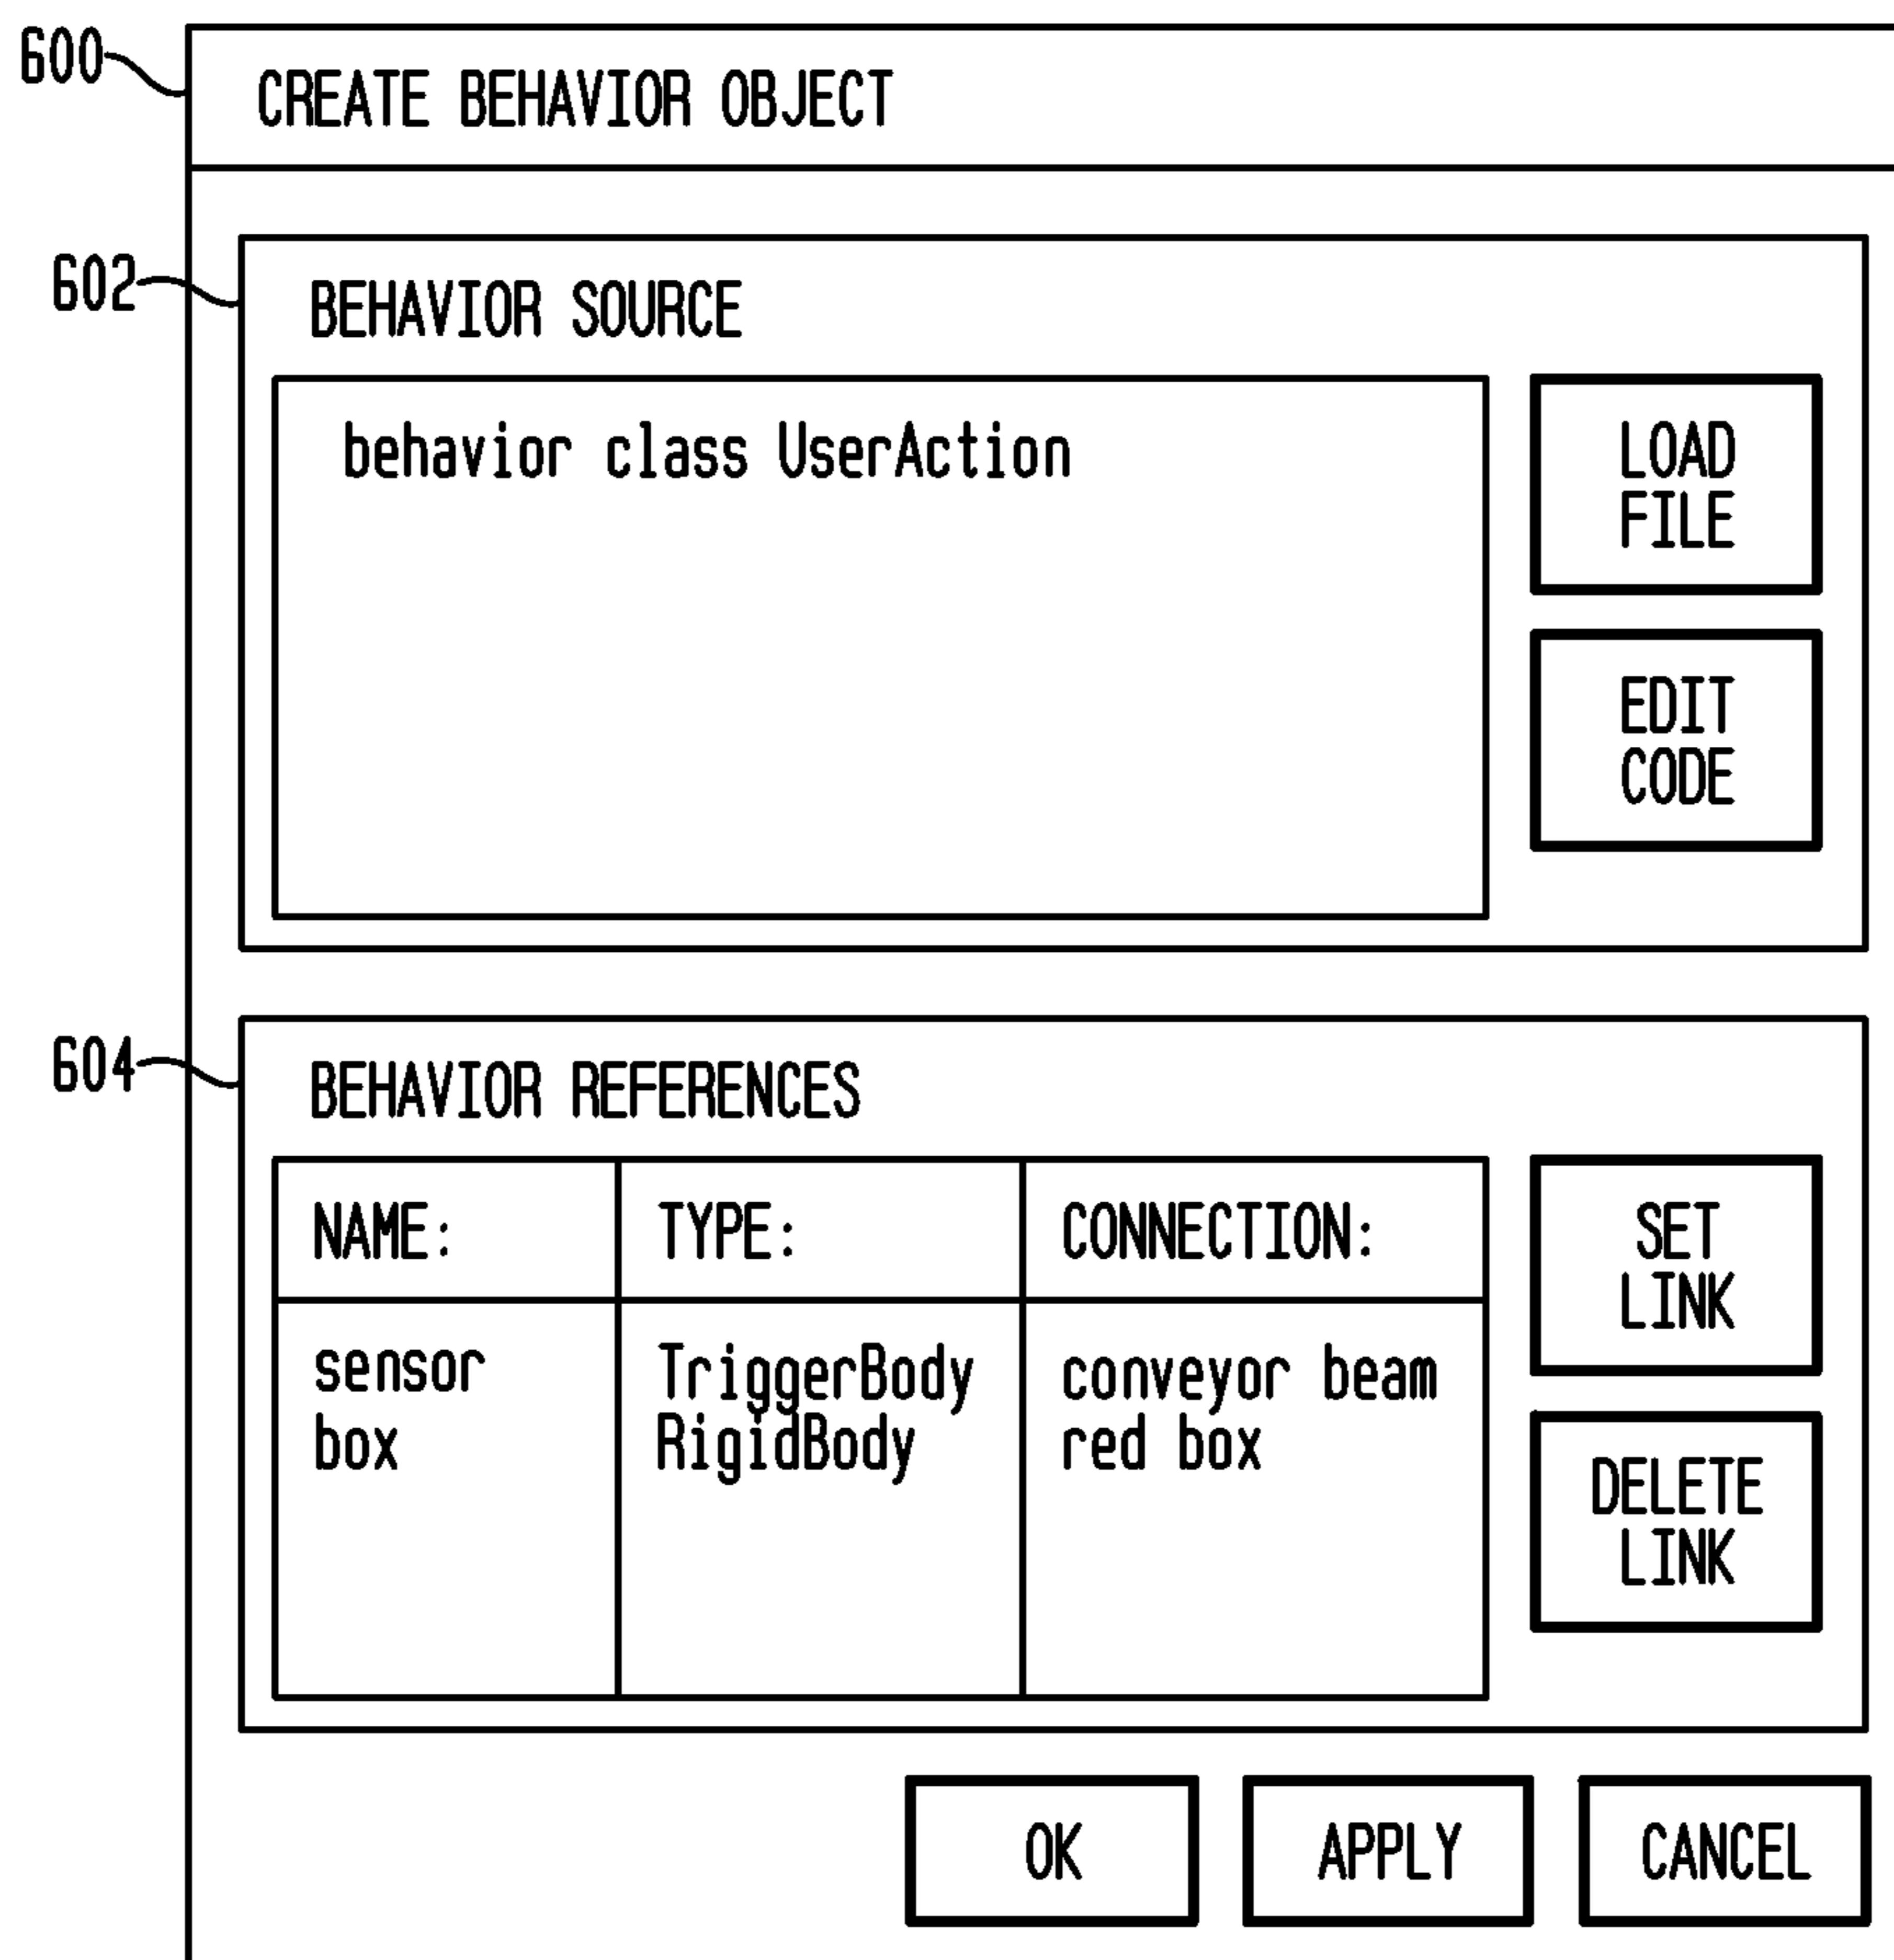 600
CREATE BEHAVIOR OBJECT
602
BEHAVIOR SOURCE
behavior class UserAction
LOAD
FILE
EDIT
CODE
604
BEHAVIOR REFERENCES
NAME: TYPE: CONNECTION:
sensor TriggerBody conveyor beam
box RigidBody red box
SET
LINK
DELETE
LINK
OK APPLY CANCEL